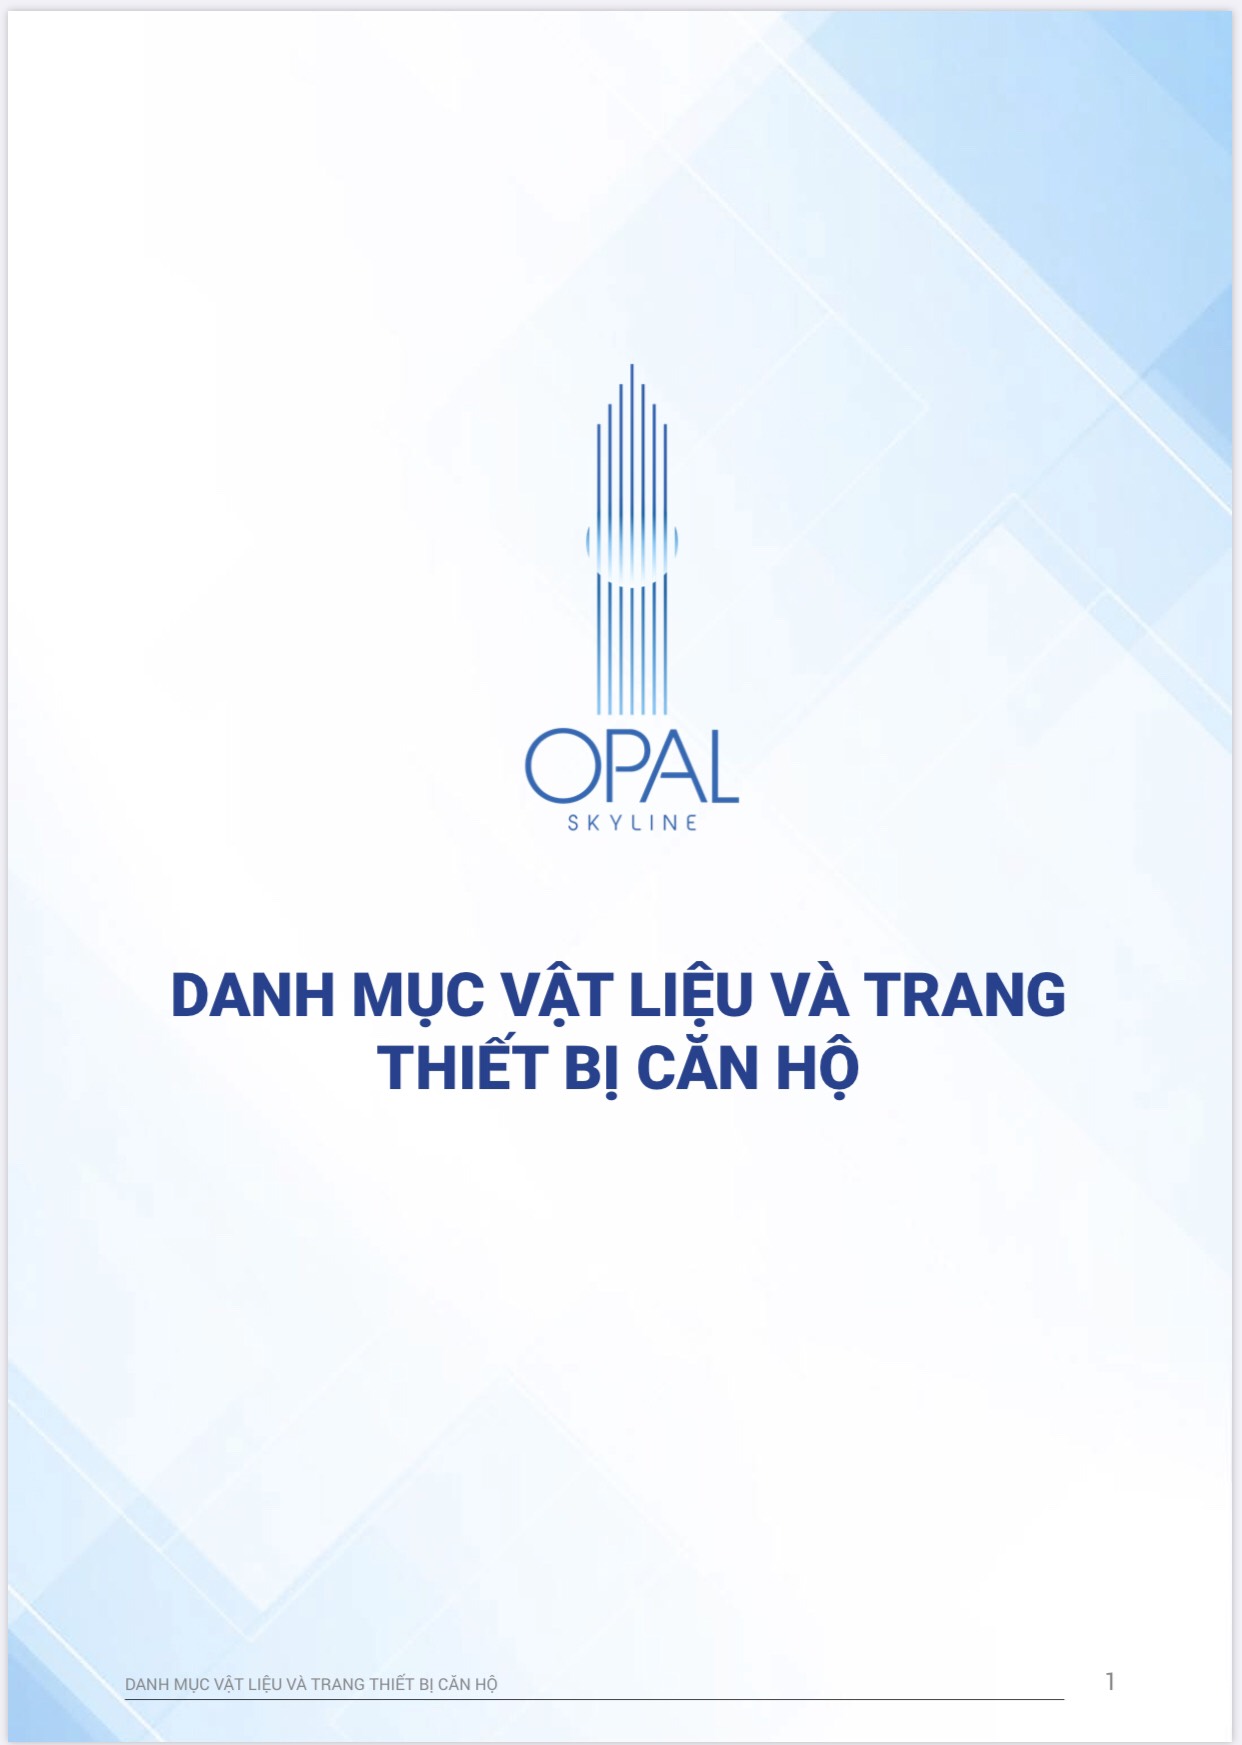 OPAL
SKYLINE
DANH MỤC VẬT LIỆU VÀ TRANG
THIẾT BỊ CĂN HỘ
DANH MỤC VẬT LIỆU VÀ TRANG THIẾT BỊ CĂN HỘ
1